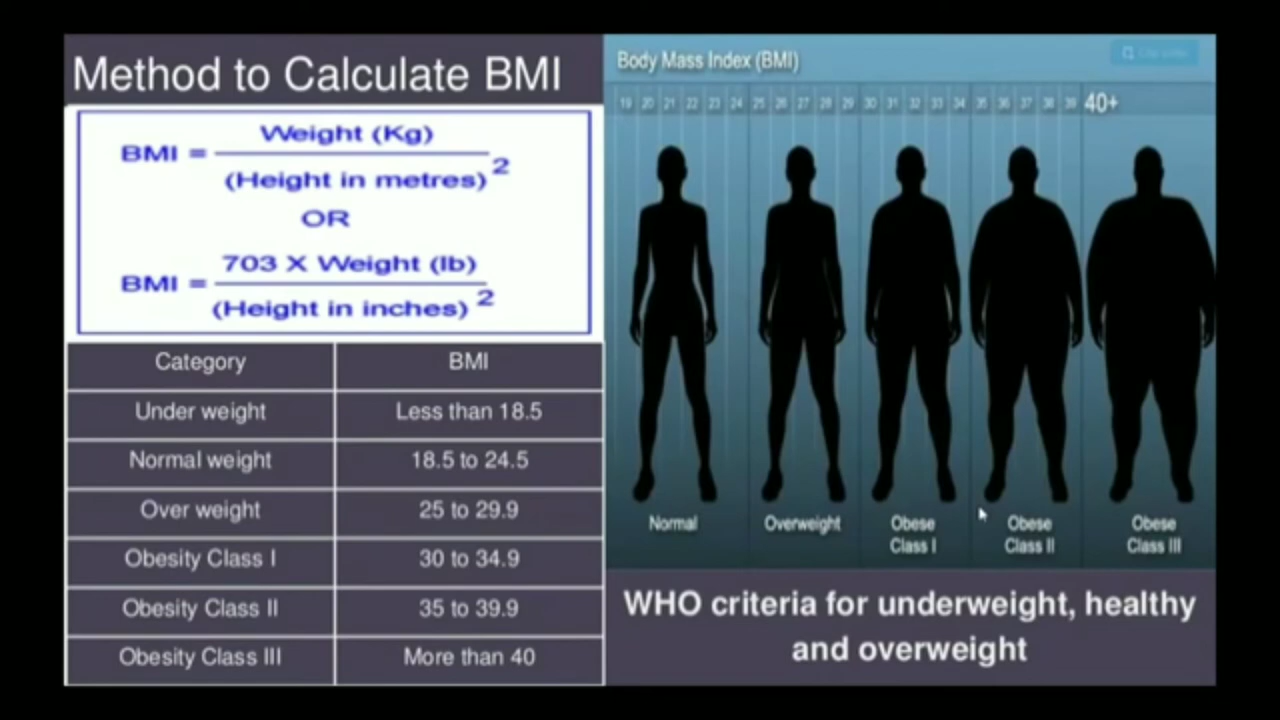 Method to Calculate BMI
BMI = Weight (Kg)
(Height in metres) 2
OR
BMI = 703 X Weight (lb)
(Height in inches) 2
Category BMI
Under weight Less than 18.5
Normal weight 18.5 to 24.5
Over weight 25 to 29.9
Obesity Class I 30 to 34.9
Obesity Class II 35 to 39.9
Obesity Class III More than 40
Body Mass Index (BMI)
19 20 21 22 23 24 25 26 27 28 29 30 31 32 33 34 35 36 37 38 39 40+
Normal
Overweight
Obese
Class I
Obese
Class II
Obese
Class III
WHO criteria for underweight, healthy
and overweight